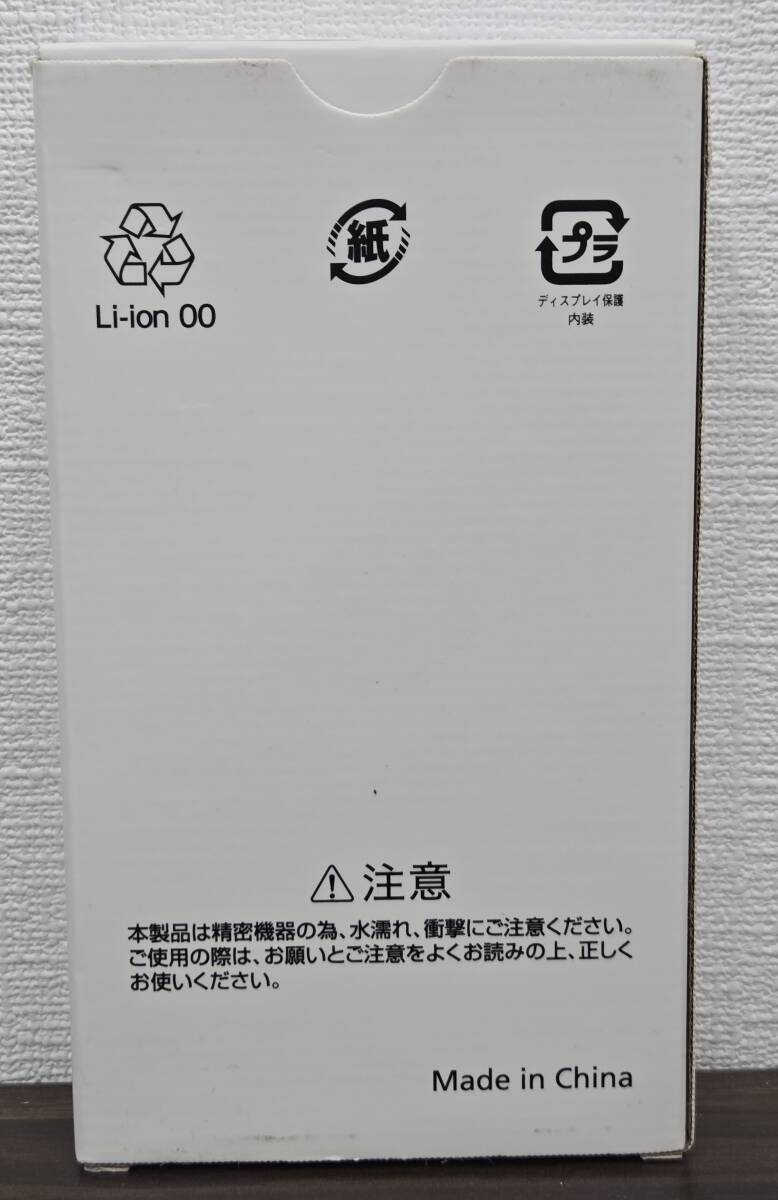 紙
プラ
Li-ion 00
ディスプレイ保護
内装
注意
本製品は精密機器の為、水濡れ、衝撃にご注意ください。
ご使用の際は、お願いとご注意をよくお読みの上、正しく
お使いください。
Made in China